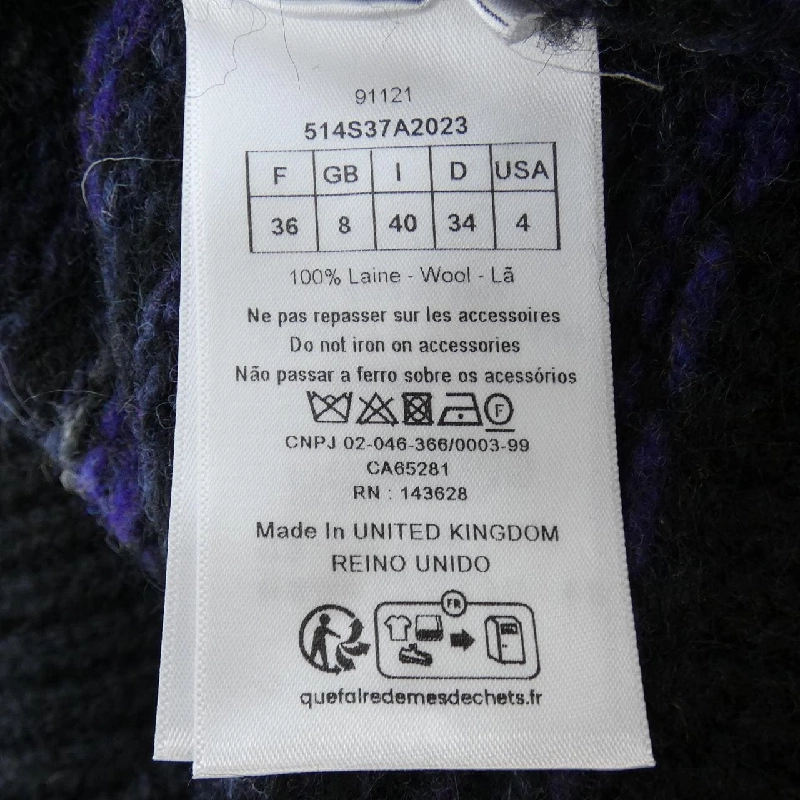 91121
514S37A2023
F GB I D USA
36 8 40 34 4
100% Laine - Wool - Lã
Ne pas repasser sur les accessoires
Do not iron on accessories
Não passar a ferro sobre os acessórios
F
CNPJ 02-046-366/0003-99
CA65281
RN : 143628
Made In UNITED KINGDOM
REINO UNIDO
FR
quefairedemesdechets.fr